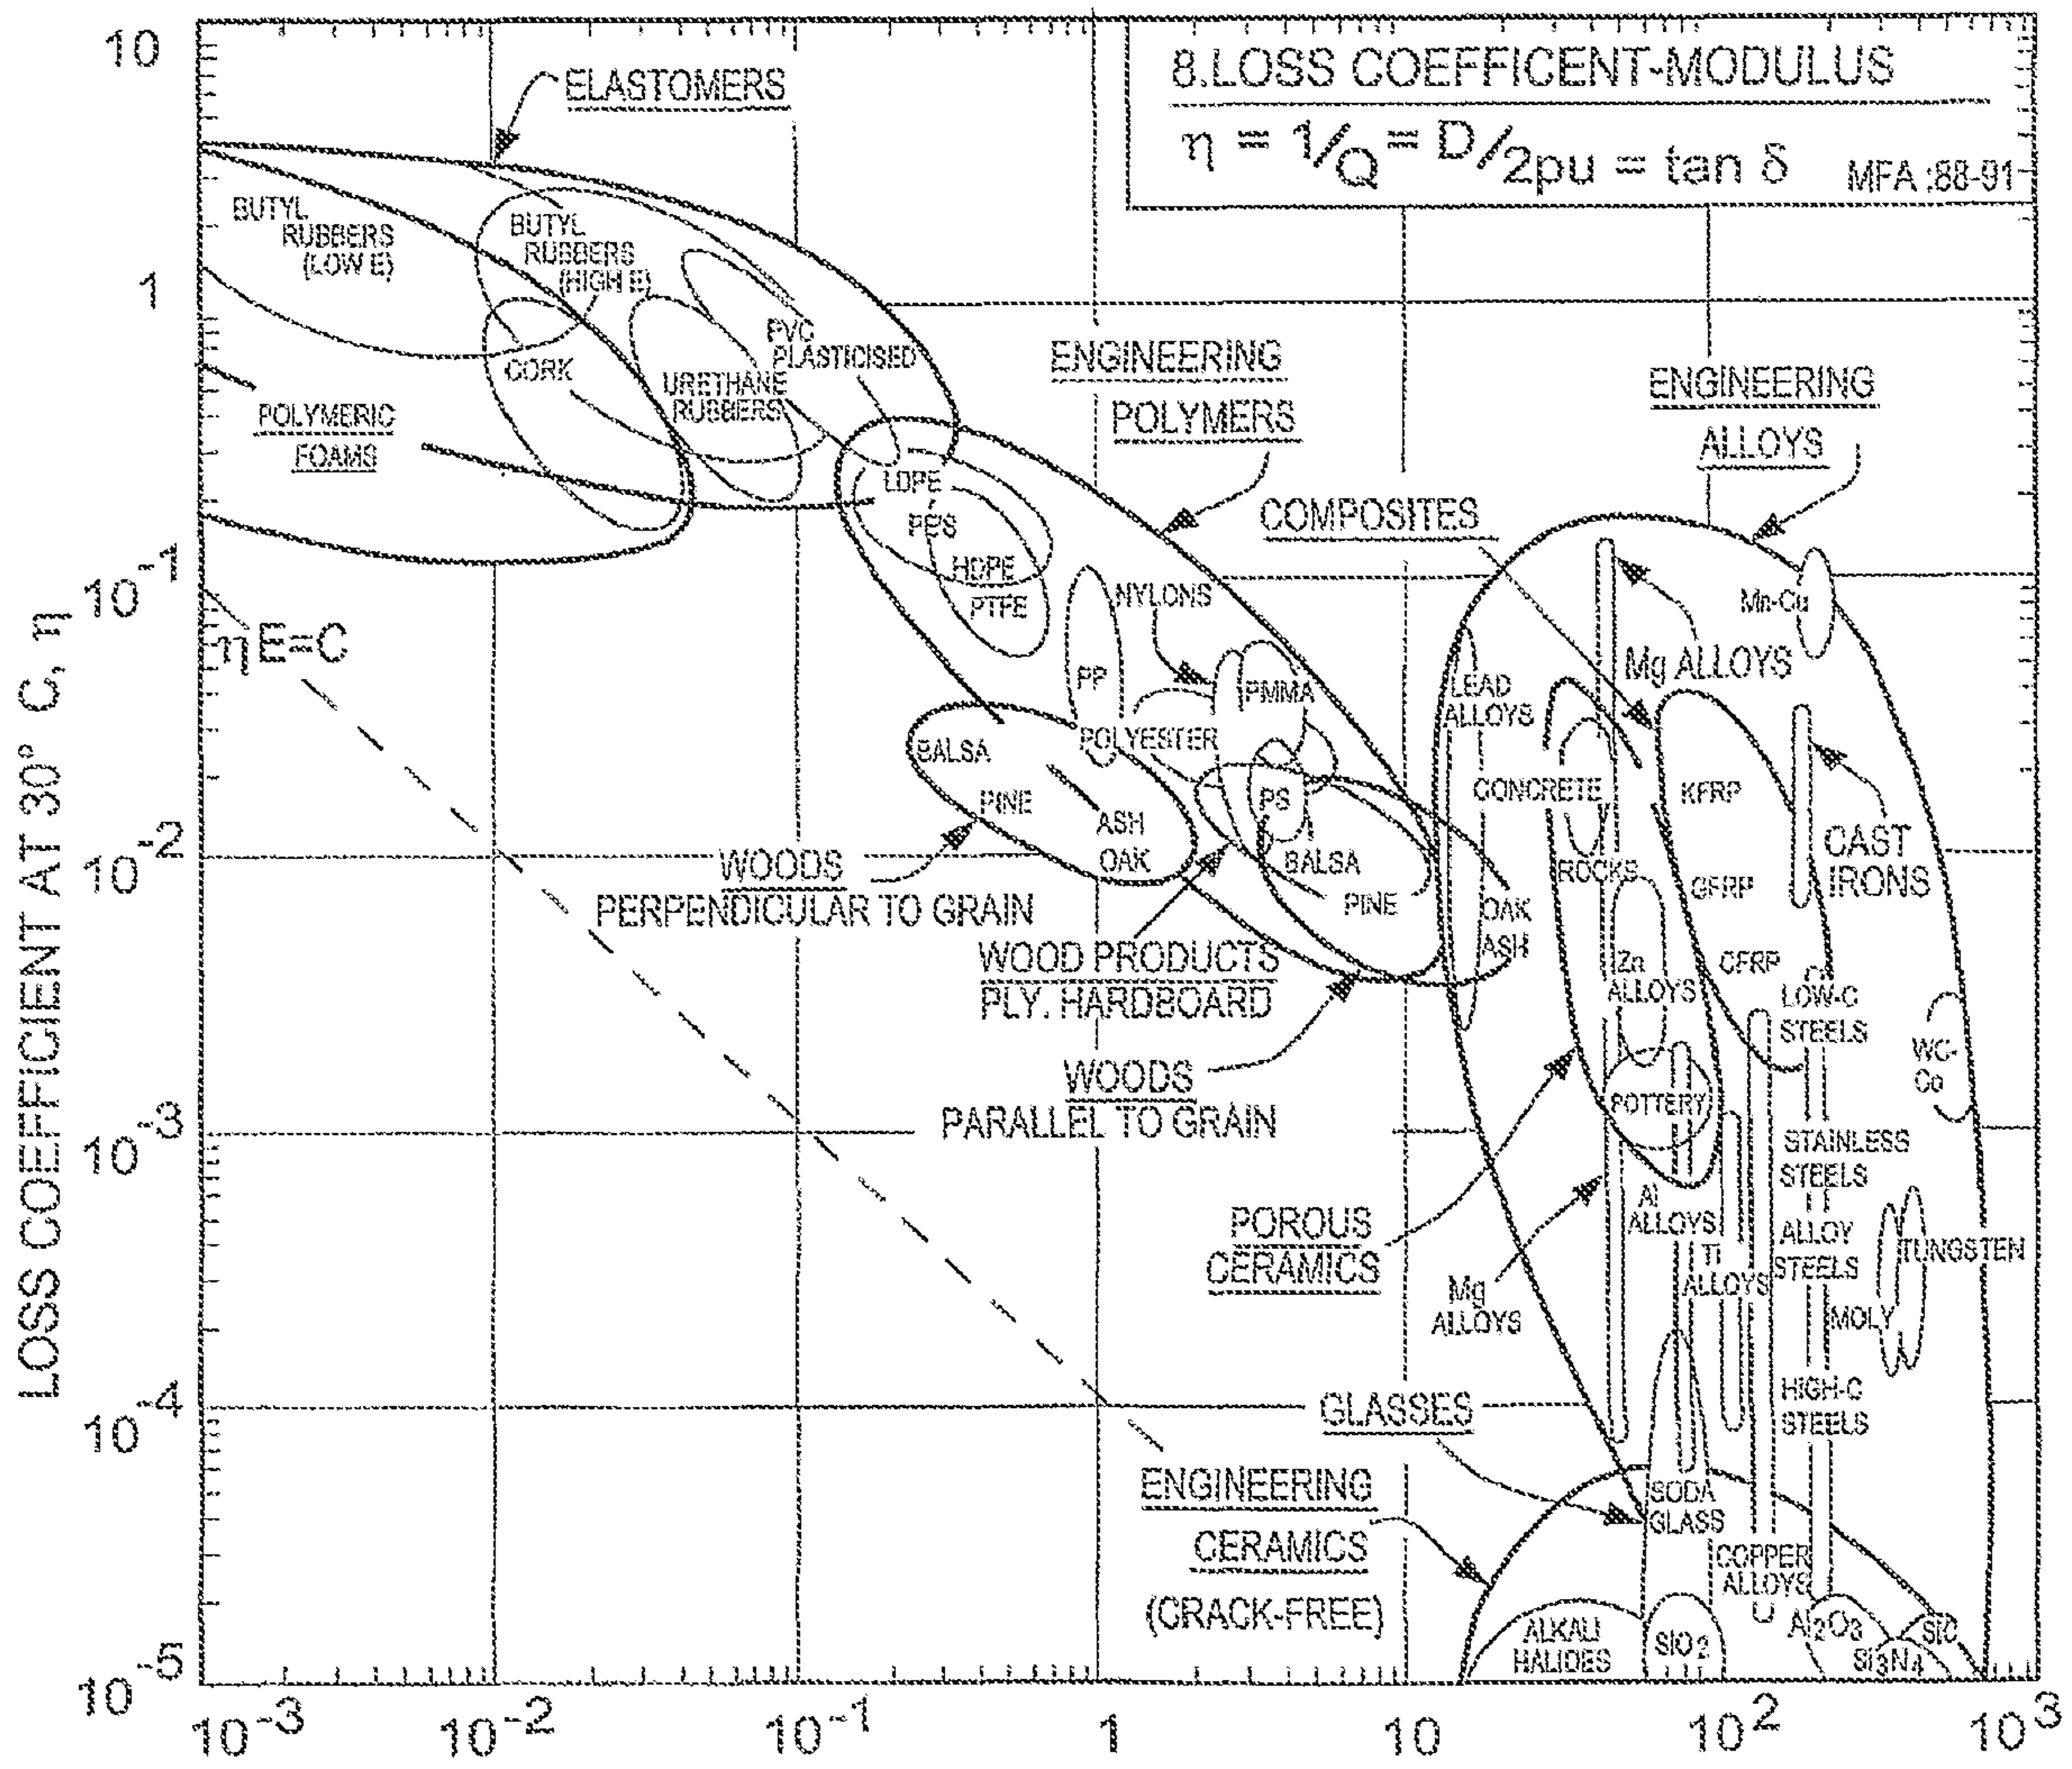 8.LOSS COEFFICENT-MODULUS
η = 1/Q = D/2pu = tan δ
MFA :88-91
LOSS COEFFICIENT AT 30° C, η
10
1
10-1
10-2
10-3
10-4
10-5
ELASTOMERS
BUTYL
RUBBERS
(LOW E)
BUTYL
RUBBERS
(HIGH E)
CORK
PVC
PLASTICISED
URETHANE
RUBBERS
POLYMERIC
FOAMS
ENGINEERING
POLYMERS
ENGINEERING
ALLOYS
COMPOSITES
LDPE
PES
HDPE
PTFE
NYLONS
PP
PMMA
POLYESTER
PS
Mn-Cu
Mg ALLOYS
LEAD
ALLOYS
ηE=C
BALSA
PINE
ASH
OAK
WOODS
PERPENDICULAR TO GRAIN
BALSA
PINE
OAK
ASH
WOOD PRODUCTS
PLY. HARDBOARD
WOODS
PARALLEL TO GRAIN
CONCRETE
ROCKS
KFRP
GFRP
CFRP
CAST
IRONS
Zn
ALLOYS
LOW-C
STEELS
WC-
Co
POTTERY
STAINLESS
STEELS
POROUS
CERAMICS
Al
ALLOYS
Ti
ALLOYS
ALLOY
STEELS
TUNGSTEN
MOLY
Mg
ALLOYS
HIGH-C
STEELS
GLASSES
ENGINEERING
CERAMICS
(CRACK-FREE)
SODA
GLASS
COPPER
ALLOYS
ALKALI
HALIDES
SiO2
Al2O3
SiC
Si3N4
10-3
10-2
10-1
1
10
102
103